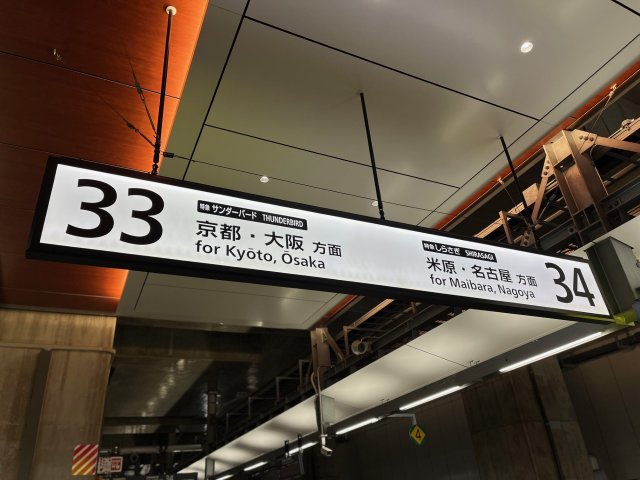 33
特急 サンダーバード THUNDERBIRD
京都・大阪 方面
for Kyōto, Ōsaka
特急 しらさぎ SHIRASAGI
米原・名古屋 方面
for Maibara, Nagoya
34
4